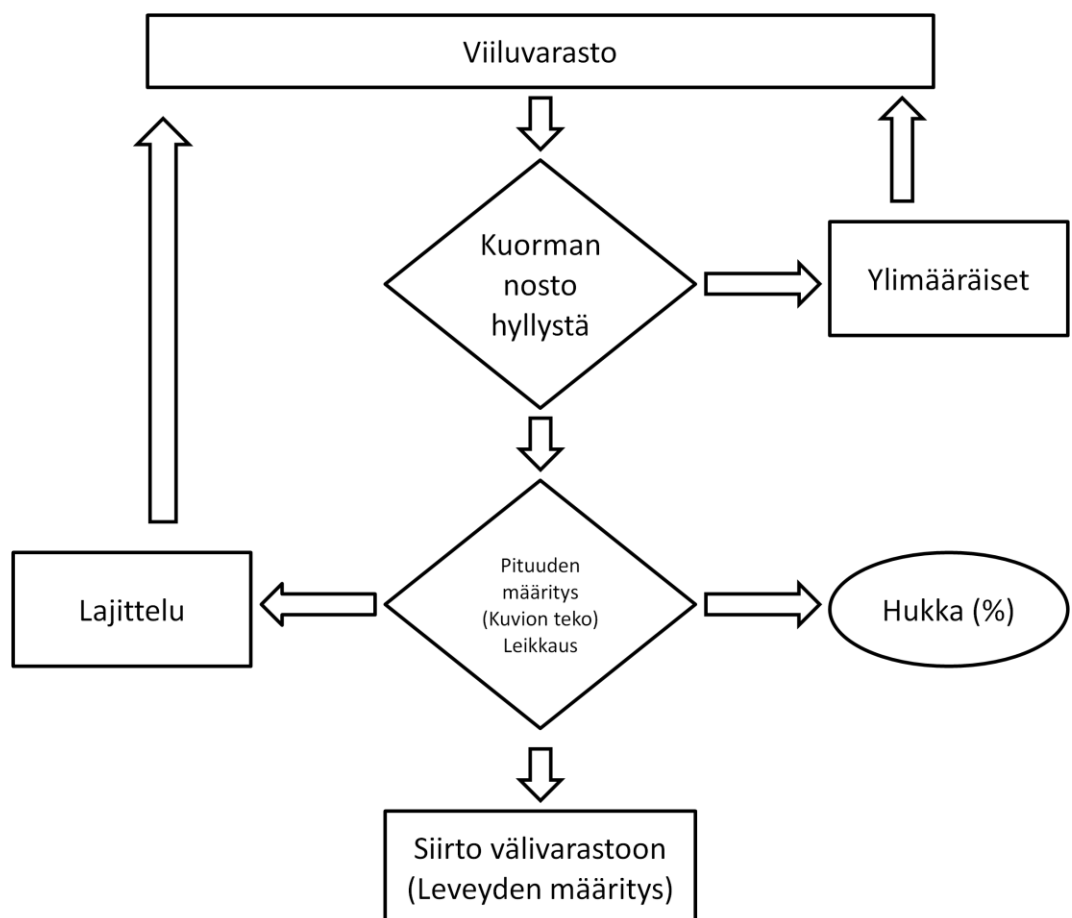 Viiluvarasto
Kuorman
nosto
hyllystä
Ylimääräiset
Lajittelu
Pituuden
määritys
(Kuvion teko)
Leikkaus
Hukka (%)
Siirto välivarastoon
(Leveyden määritys)